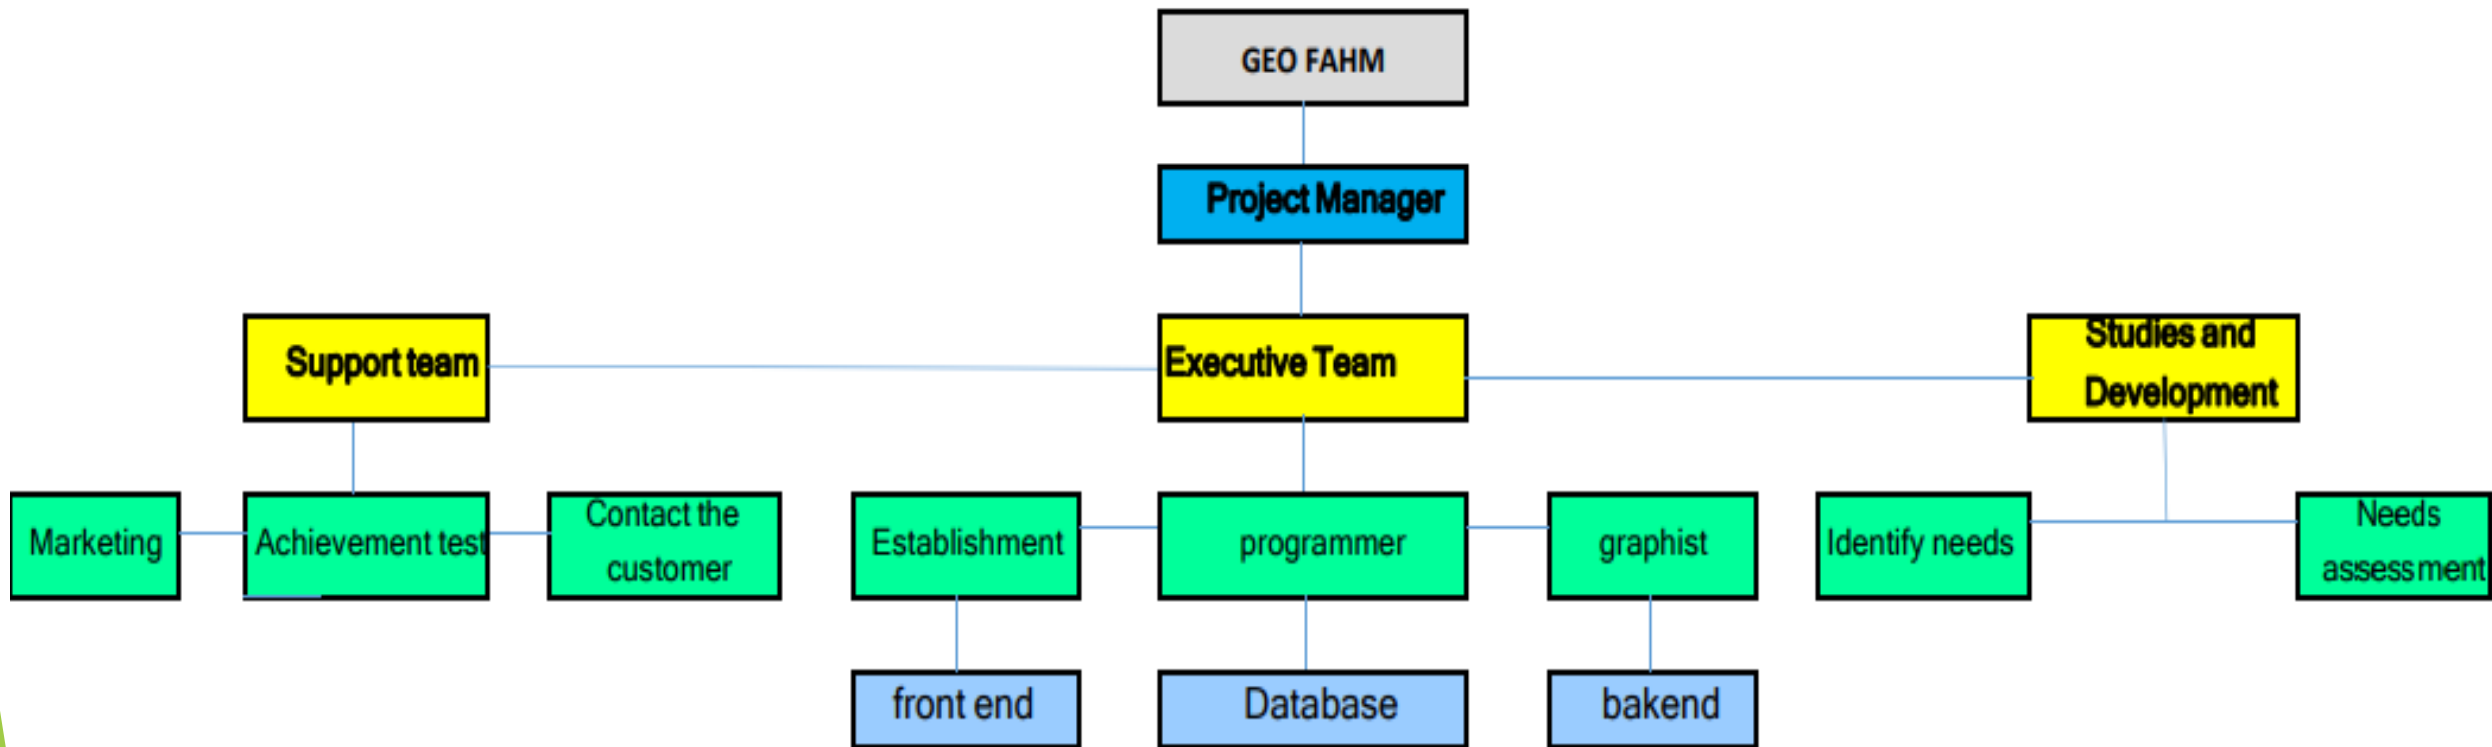 GEO FAHM
Project Manager
Support team
Executive Team
Studies and
Development
Marketing
Achievement test
Contact the
customer
Establishment
programmer
graphist
Identify needs
Needs
assessment
front end
Database
bakend